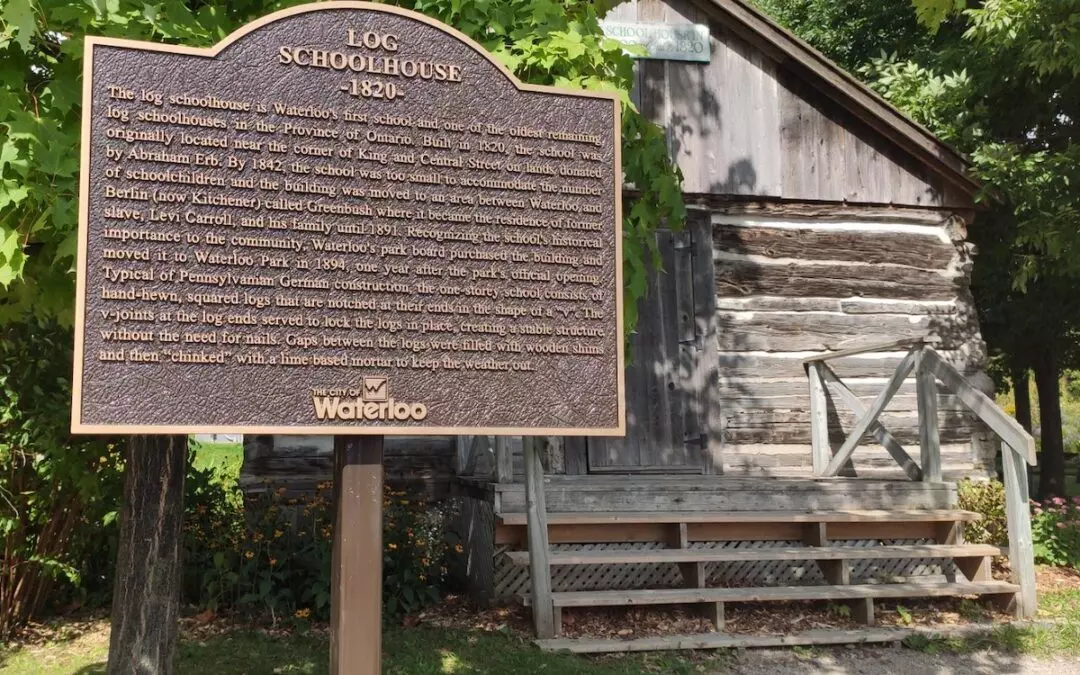 LOG
SCHOOLHOUSE
-1820-
The log schoolhouse is Waterloo's first school and one of the oldest remaining
log schoolhouses in the Province of Ontario. Built in 1820, the school was
originally located near the corner of King and Central Street on lands donated
by Abraham Erb. By 1842, the school was too small to accommodate the number
of schoolchildren and the building was moved to an area between Waterloo and
Berlin (now Kitchener) called Greenbush where it became the residence of former
slave, Levi Carroll, and his family until 1891. Recognizing the school's historical
importance to the community, Waterloo's park board purchased the building and
moved it to Waterloo Park in 1894, one year after the park's official opening.
Typical of Pennsylvanian German construction, the one-storey school consists of
hand-hewn, squared logs that are notched at their ends in the shape of a "v". The
v-joints at the log ends served to lock the logs in place, creating a stable structure
without the need for nails. Gaps between the logs were filled with wooden shims
and then "chinked" with a lime based mortar to keep the weather out.
THE CITY OF
Waterloo
1820